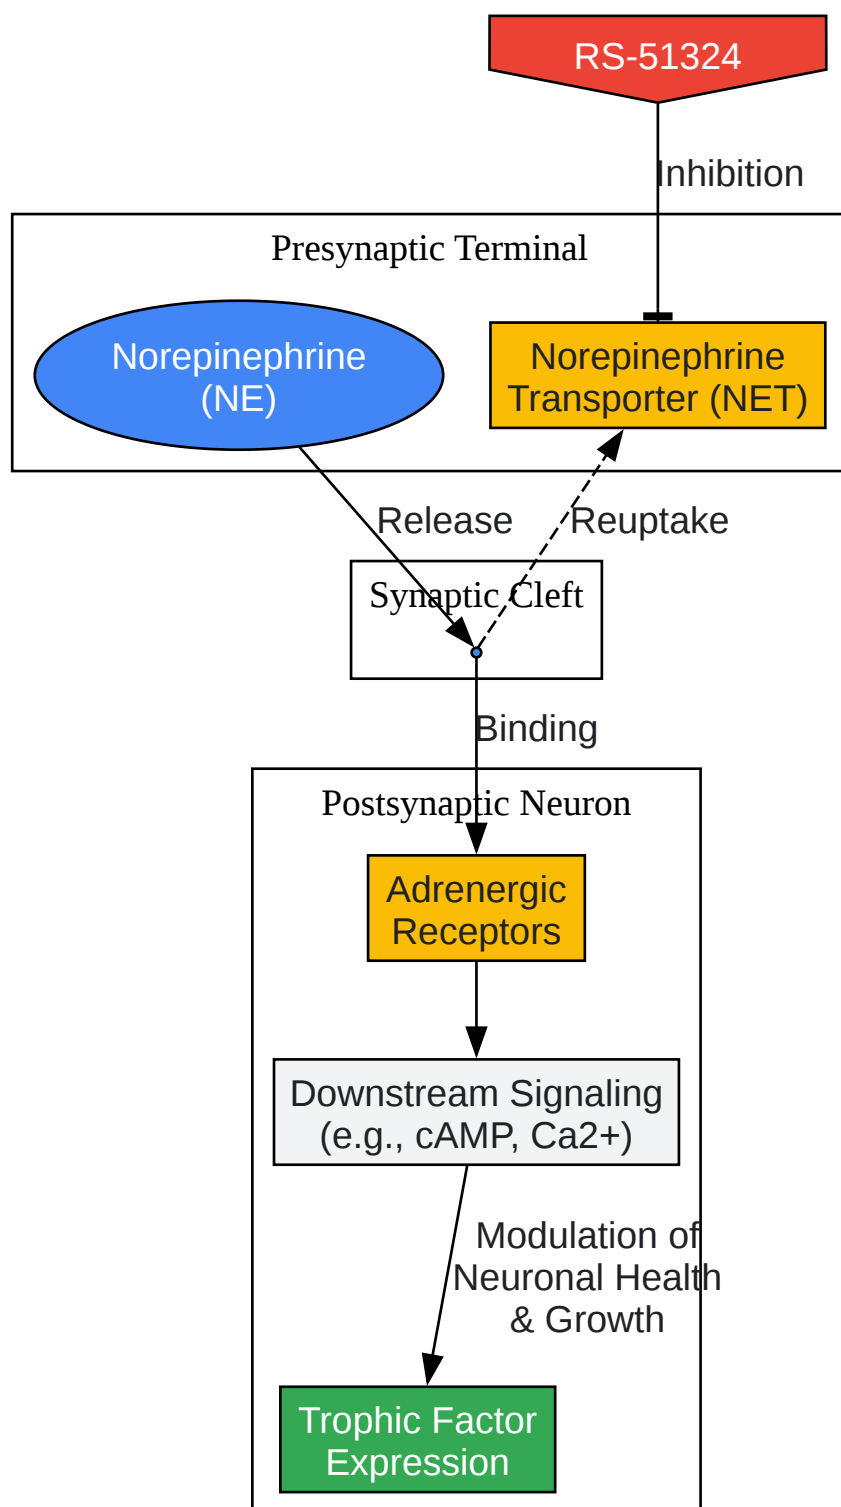 RS-51324
Inhibition
Presynaptic Terminal
Norepinephrine
(NE)
Norepinephrine
Transporter (NET)
Release
Reuptake
Synaptic Cleft
Binding
Postsynaptic Neuron
Adrenergic
Receptors
Downstream Signaling
(e.g., cAMP, Ca2+)
Modulation of
Neuronal Health
& Growth
Trophic Factor
Expression